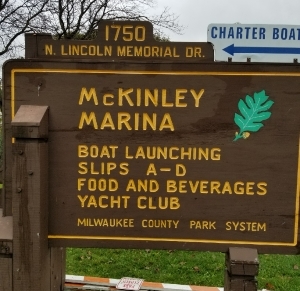 1750
N. LINCOLN MEMORIAL DR.
CHARTER BOAT
McKINLEY
MARINA
BOAT LAUNCHING
SLIPS A-D
FOOD AND BEVERAGES
YACHT CLUB
MILWAUKEE COUNTY PARK SYSTEM